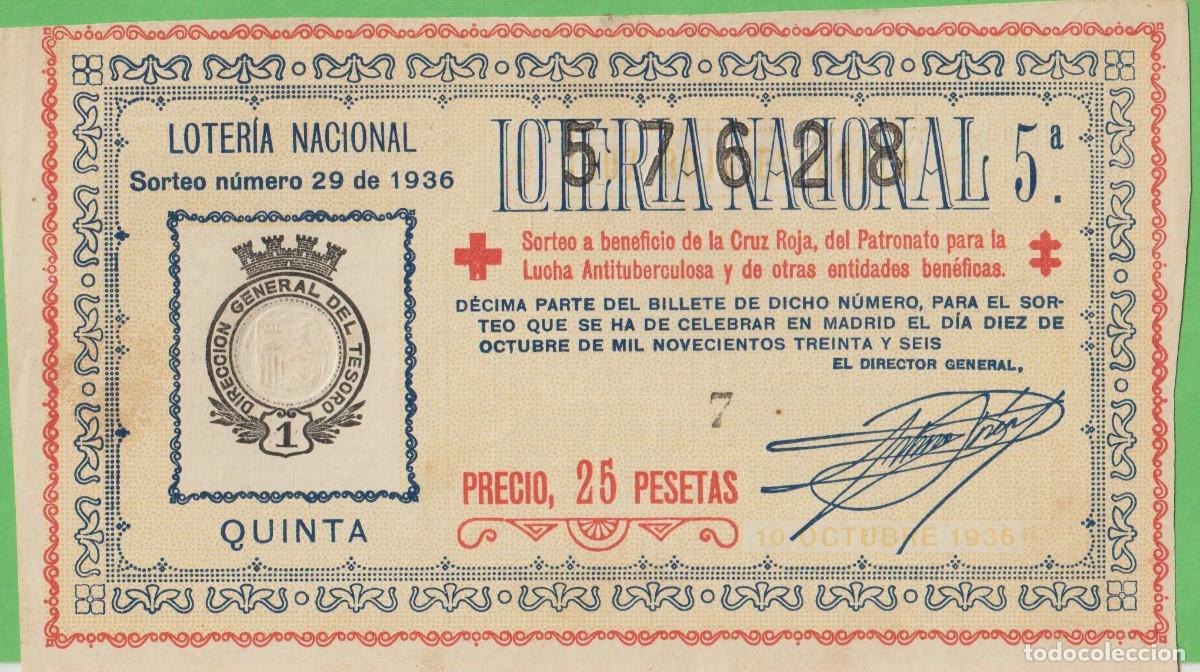 LOTERÍA NACIONAL
Sorteo número 29 de 1936
DIRECCION GENERAL DEL TESORO
1
QUINTA
LOTERIA NACIONAL 5ª.
57628
Sorteo a beneficio de la Cruz Roja, del Patronato para la
Lucha Antituberculosa y de otras entidades benéficas.
DÉCIMA PARTE DEL BILLETE DE DICHO NÚMERO, PARA EL SOR-
TEO QUE SE HA DE CELEBRAR EN MADRID EL DÍA DIEZ DE
OCTUBRE DE MIL NOVECIENTOS TREINTA Y SEIS
EL DIRECTOR GENERAL,
7
PRECIO, 25 PESETAS
10 OCTUBRE 1936
todocoleccion